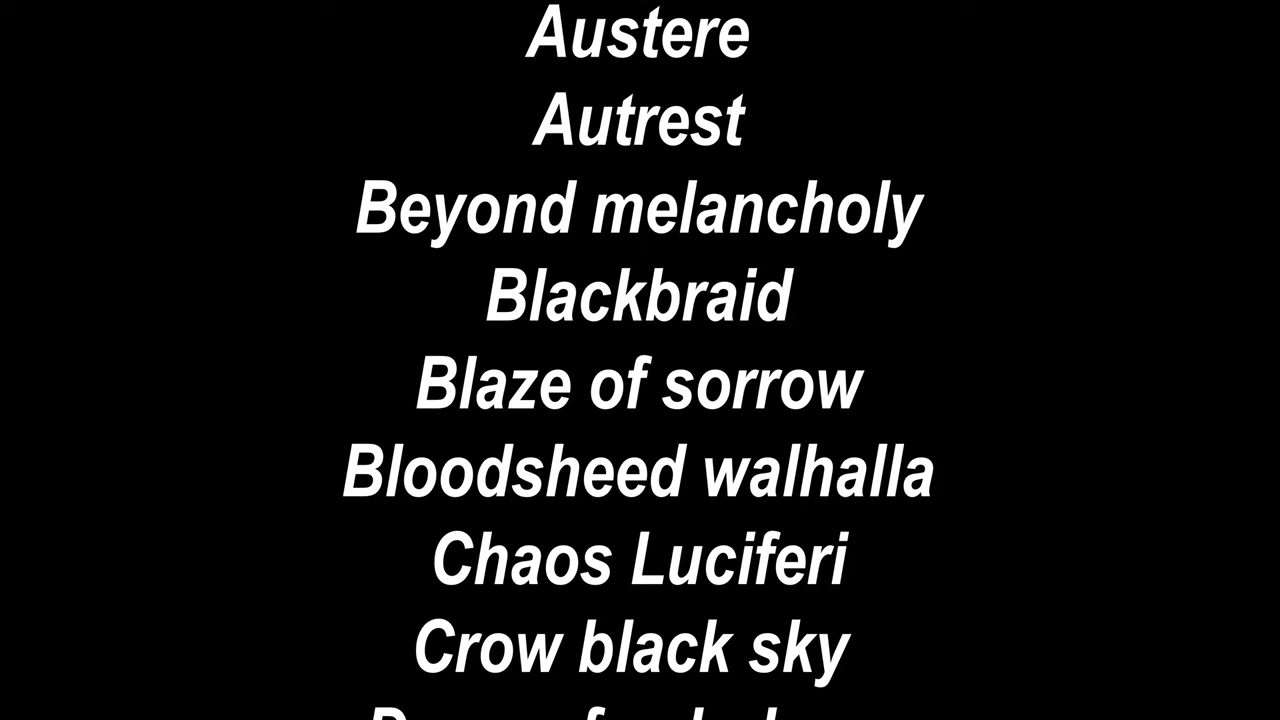 Austere
Autrest
Beyond melancholy
Blackbraid
Blaze of sorrow
Bloodsheed walhalla
Chaos Luciferi
Crow black sky